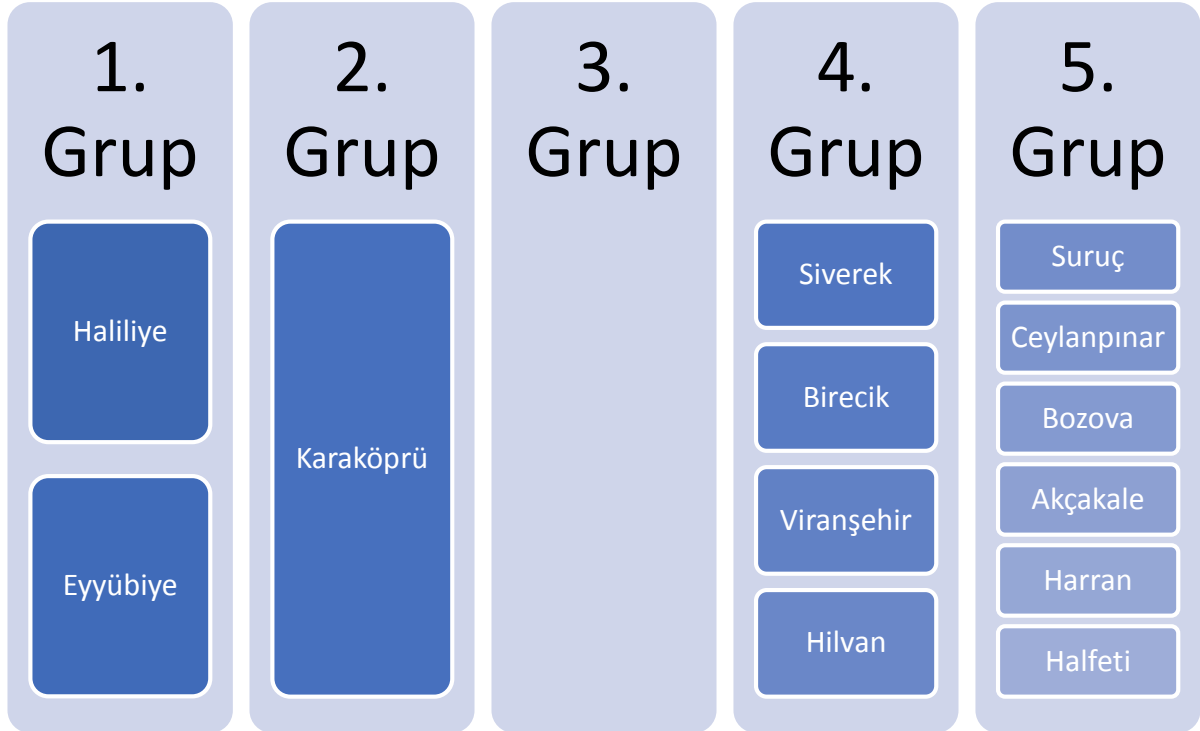 1.
Grup
Haliliye
Eyyübiye
2.
Grup
Karaköprü
3.
Grup
4.
Grup
Siverek
Birecik
Viranşehir
Hilvan
5.
Grup
Suruç
Ceylanpınar
Bozova
Akçakale
Harran
Halfeti